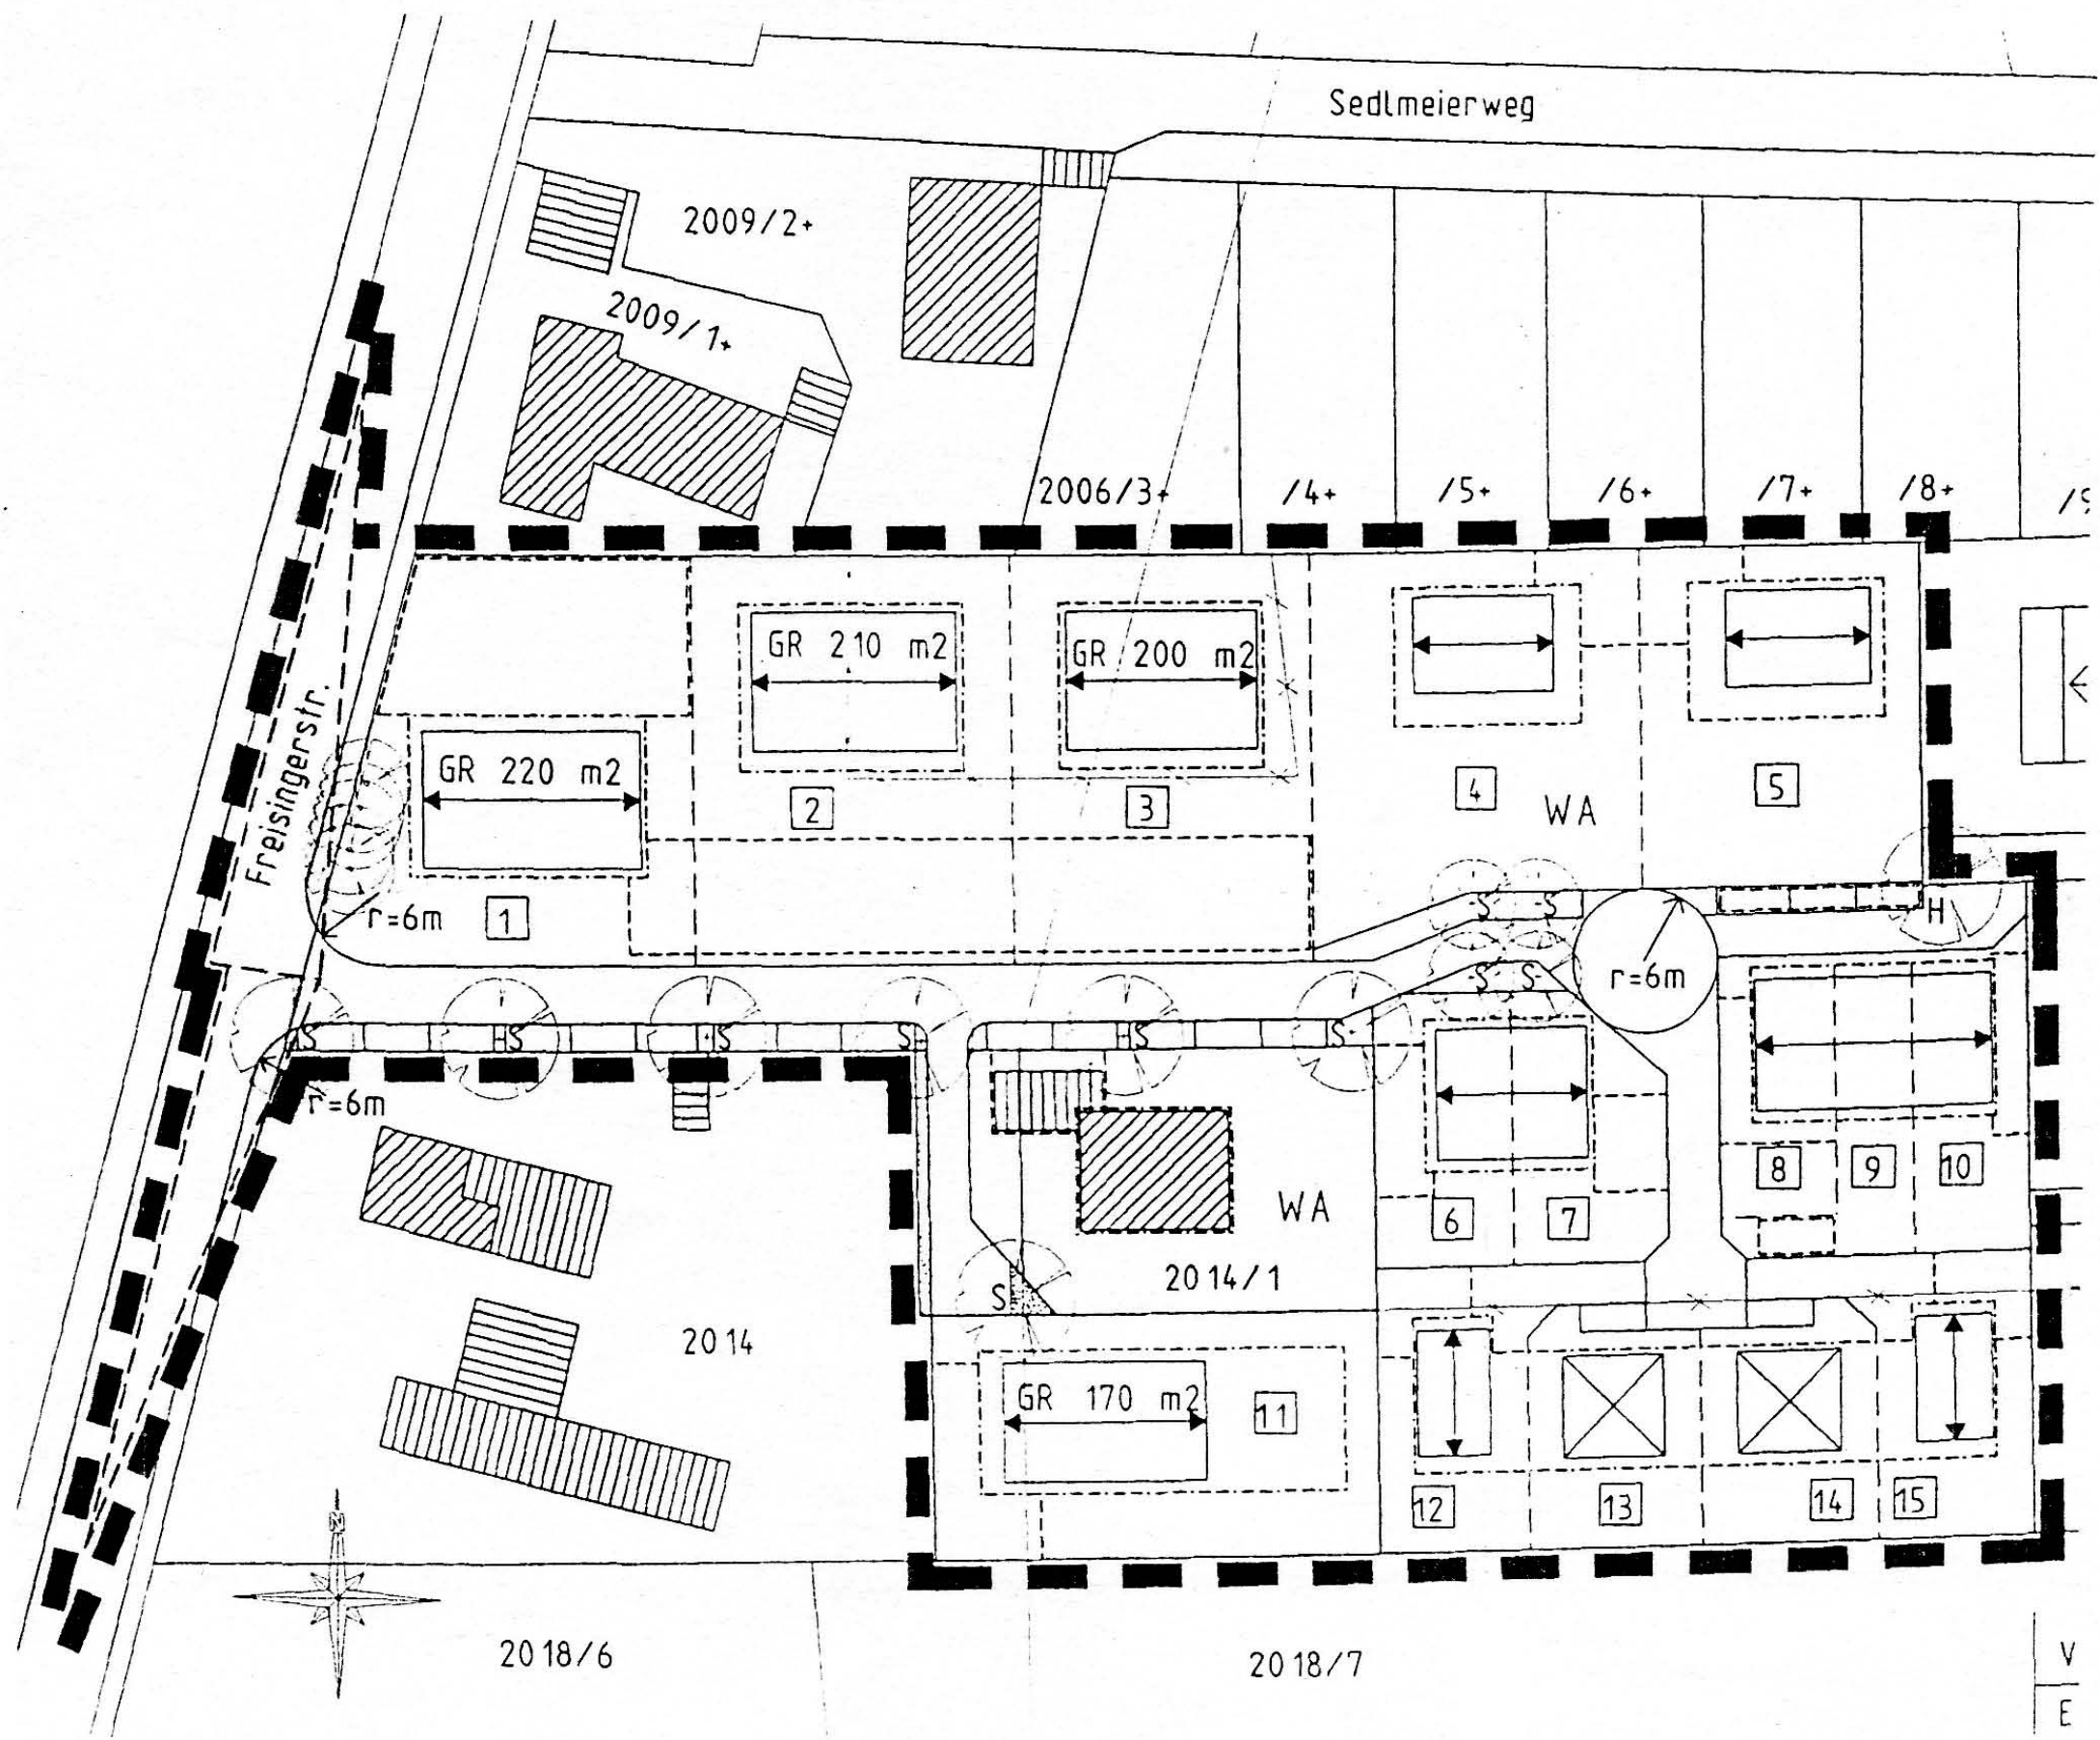 Sedlmeierweg
2009/2+
2009/1+
2006/3+
/4+
/5+
/6+
/7+
/8+
/9
Freisingerstr.
GR 210 m2
GR 200 m2
GR 220 m2
2
3
4
WA
5
1
r=6m
S S
H
r=6m
S S
S
S
S
S
S
S
r=6m
WA
6
7
8
9
10
S
2014/1
2014
GR 170 m2
11
12
13
14
15
N
2018/6
2018/7
V
E